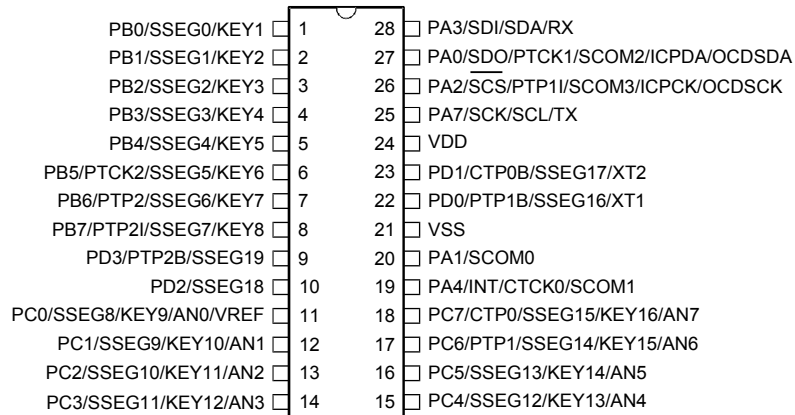 PB0/SSEG0/KEY1 1 28 PA3/SDI/SDA/RX
PB1/SSEG1/KEY2 2 27 PA0/SDO/PTCK1/SCOM2/ICPDA/OCDSDA
PB2/SSEG2/KEY3 3 26 PA2/SCS/PTP1I/SCOM3/ICPCK/OCDSCK
PB3/SSEG3/KEY4 4 25 PA7/SCK/SCL/TX
PB4/SSEG4/KEY5 5 24 VDD
PB5/PTCK2/SSEG5/KEY6 6 23 PD1/CTP0B/SSEG17/XT2
PB6/PTP2/SSEG6/KEY7 7 22 PD0/PTP1B/SSEG16/XT1
PB7/PTP2I/SSEG7/KEY8 8 21 VSS
PD3/PTP2B/SSEG19 9 20 PA1/SCOM0
PD2/SSEG18 10 19 PA4/INT/CTCK0/SCOM1
PC0/SSEG8/KEY9/AN0/VREF 11 18 PC7/CTP0/SSEG15/KEY16/AN7
PC1/SSEG9/KEY10/AN1 12 17 PC6/PTP1/SSEG14/KEY15/AN6
PC2/SSEG10/KEY11/AN2 13 16 PC5/SSEG13/KEY14/AN5
PC3/SSEG11/KEY12/AN3 14 15 PC4/SSEG12/KEY13/AN4